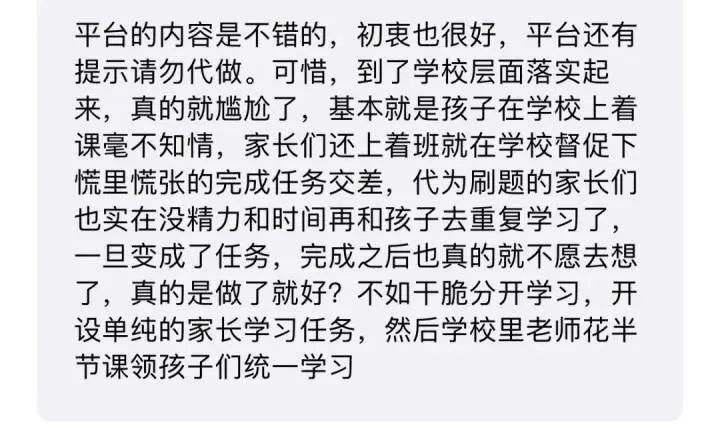 平台的内容是不错的，初衷也很好，平台还有
提示请勿代做。可惜，到了学校层面落实起
来，真的就尴尬了，基本就是孩子在学校上着
课毫不知情，家长们还上着班就在学校督促下
慌里慌张的完成任务交差，代为刷题的家长们
也实在没精力和时间再和孩子去重复学习了，
一旦变成了任务，完成之后也真的就不愿去想
了，真的是做了就好？不如干脆分开学习，开
设单纯的家长学习任务，然后学校里老师花半
节课领孩子们统一学习